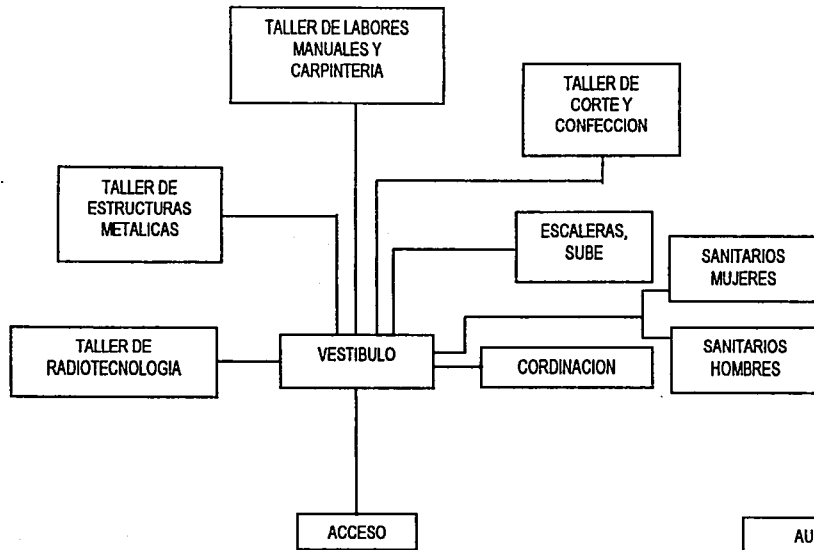 TALLER DE LABORES
MANUALES Y
CARPINTERIA
TALLER DE
CORTE Y
CONFECCION
TALLER DE
ESTRUCTURAS
METALICAS
ESCALERAS,
SUBE
SANITARIOS
MUJERES
TALLER DE
RADIOTECNOLOGIA
VESTIBULO
CORDINACION
SANITARIOS
HOMBRES
ACCESO
AU